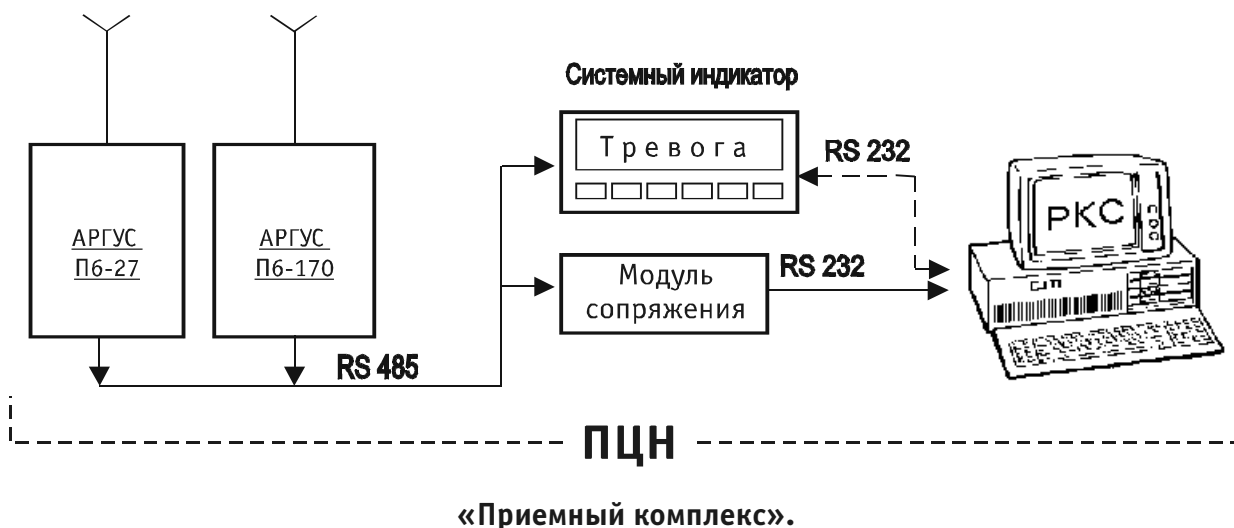 Системный индикатор
Тревога
RS 232
РКС
АРГУС
П6-27
АРГУС
П6-170
Модуль
сопряжения
RS 232
RS 485
ПЦН
«Приемный комплекс».